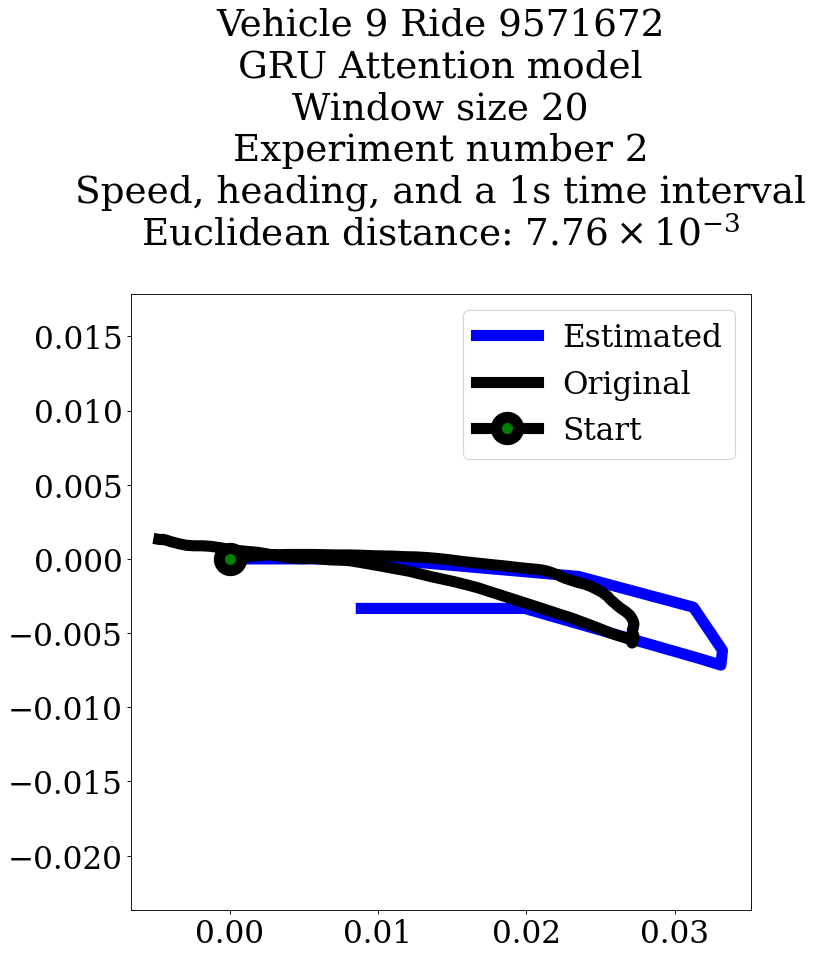 Vehicle 9 Ride 9571672
GRU Attention model
Window size 20
Experiment number 2
Speed, heading, and a 1s time interval
Euclidean distance: 7.76 × 10⁻³
Estimated
Original
Start
0.015
0.010
0.005
0.000
−0.005
−0.010
−0.015
−0.020
0.00 0.01 0.02 0.03